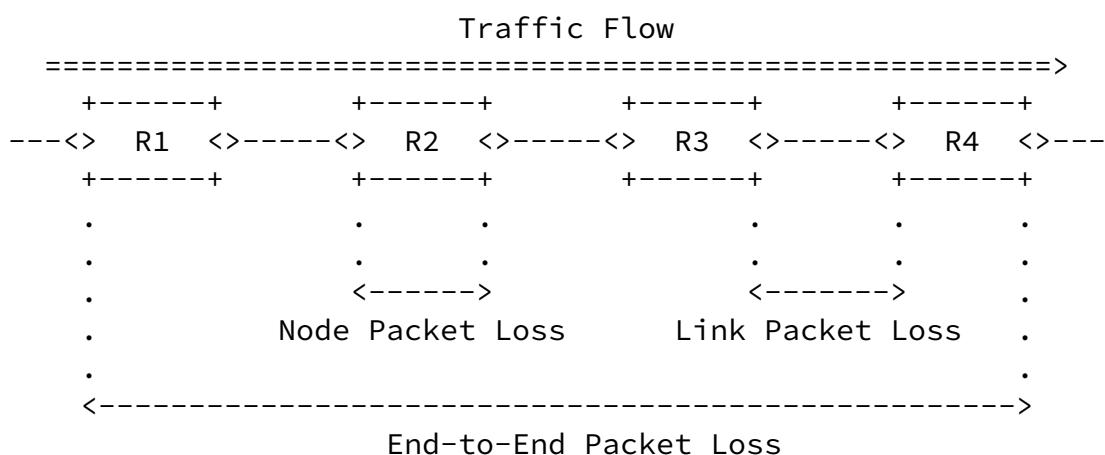 Traffic Flow
========================================================>
+------+ +------+ +------+ +------+
---<> R1 <>-----<> R2 <>-----<> R3 <>-----<> R4 <>---
+------+ +------+ +------+ +------+
. . . . . .
. . . . . .
. <------> <-------> .
. Node Packet Loss Link Packet Loss .
. .
<--------------------------------------------------->
End-to-End Packet Loss